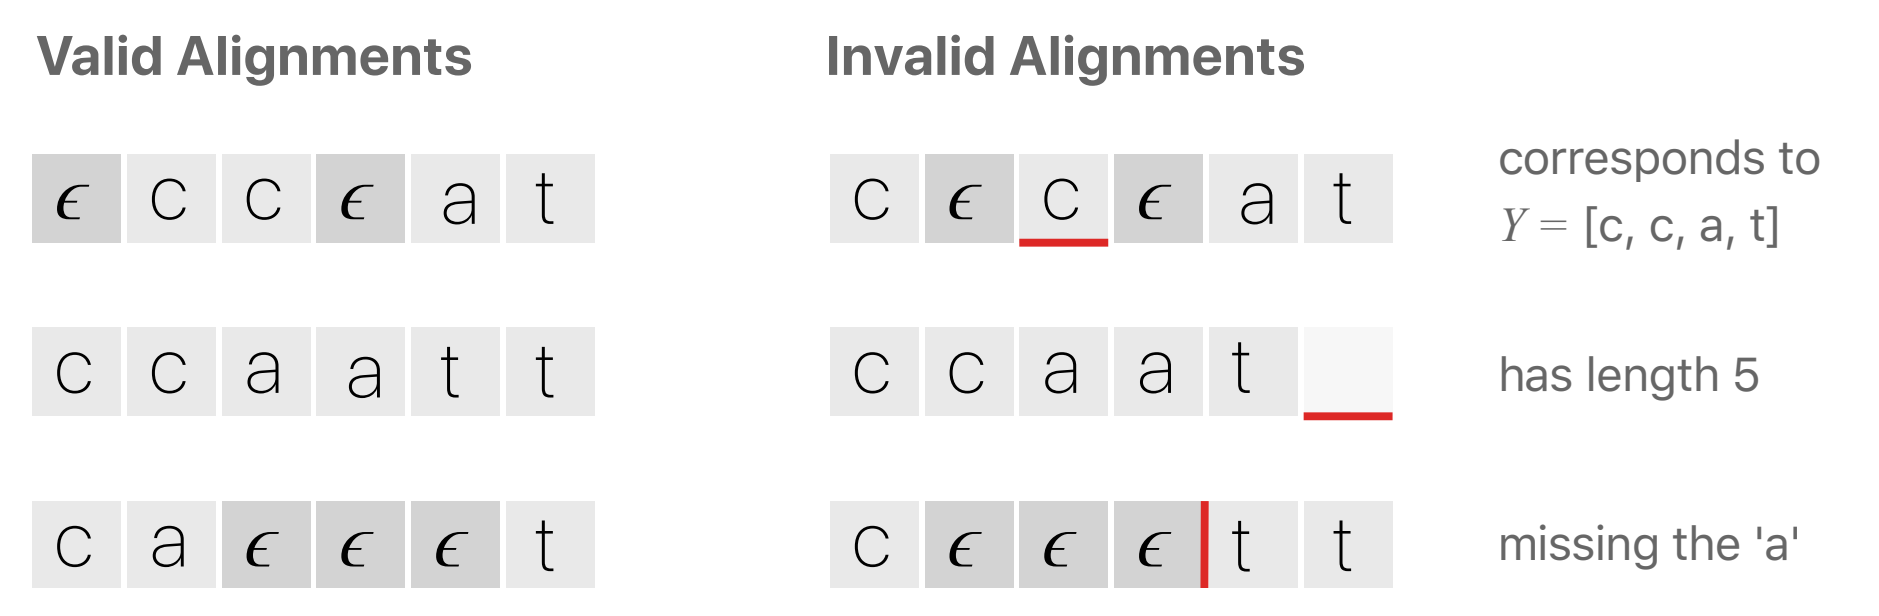 Valid Alignments
Invalid Alignments
ϵ c c ϵ a t
c ϵ c ϵ a t
corresponds to
Y = [c, c, a, t]
c c a a t t
c c a a t
has length 5
c a ϵ ϵ ϵ t
c ϵ ϵ ϵ t t
missing the 'a'